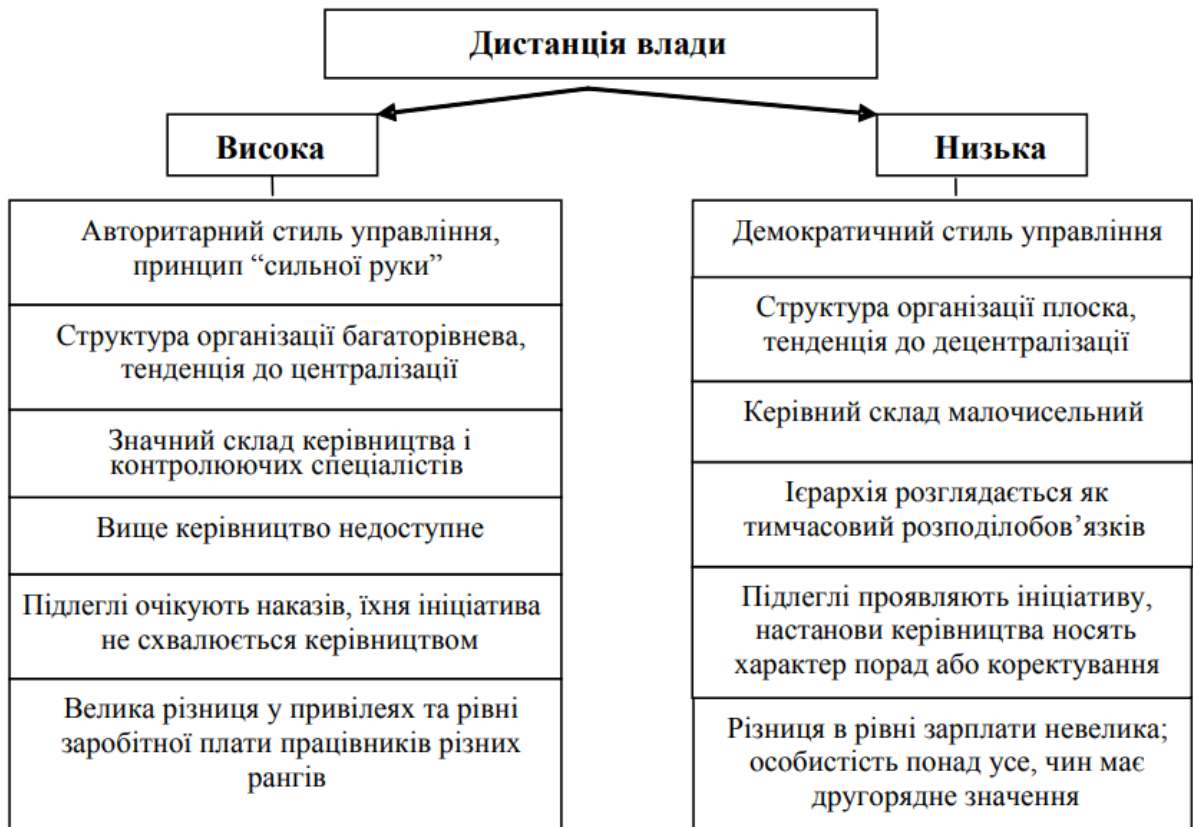 Дистанція влади
Висока
Низька
Авторитарний стиль управління,
принцип “сильної руки”
Структура організації багаторівнева,
тенденція до централізації
Значний склад керівництва і
контролюючих спеціалістів
Вище керівництво недоступне
Підлеглі очікують наказів, їхня ініціатива
не схвалюється керівництвом
Велика різниця у привілеях та рівні
заробітної плати працівників різних
рангів
Демократичний стиль управління
Структура організації плоска,
тенденція до децентралізації
Керівний склад малочисельний
Ієрархія розглядається як
тимчасовий розподілобов’язків
Підлеглі проявляють ініціативу,
настанови керівництва носять
характер порад або коректування
Різниця в рівні зарплати невелика;
особистість понад усе, чин має
другорядне значення